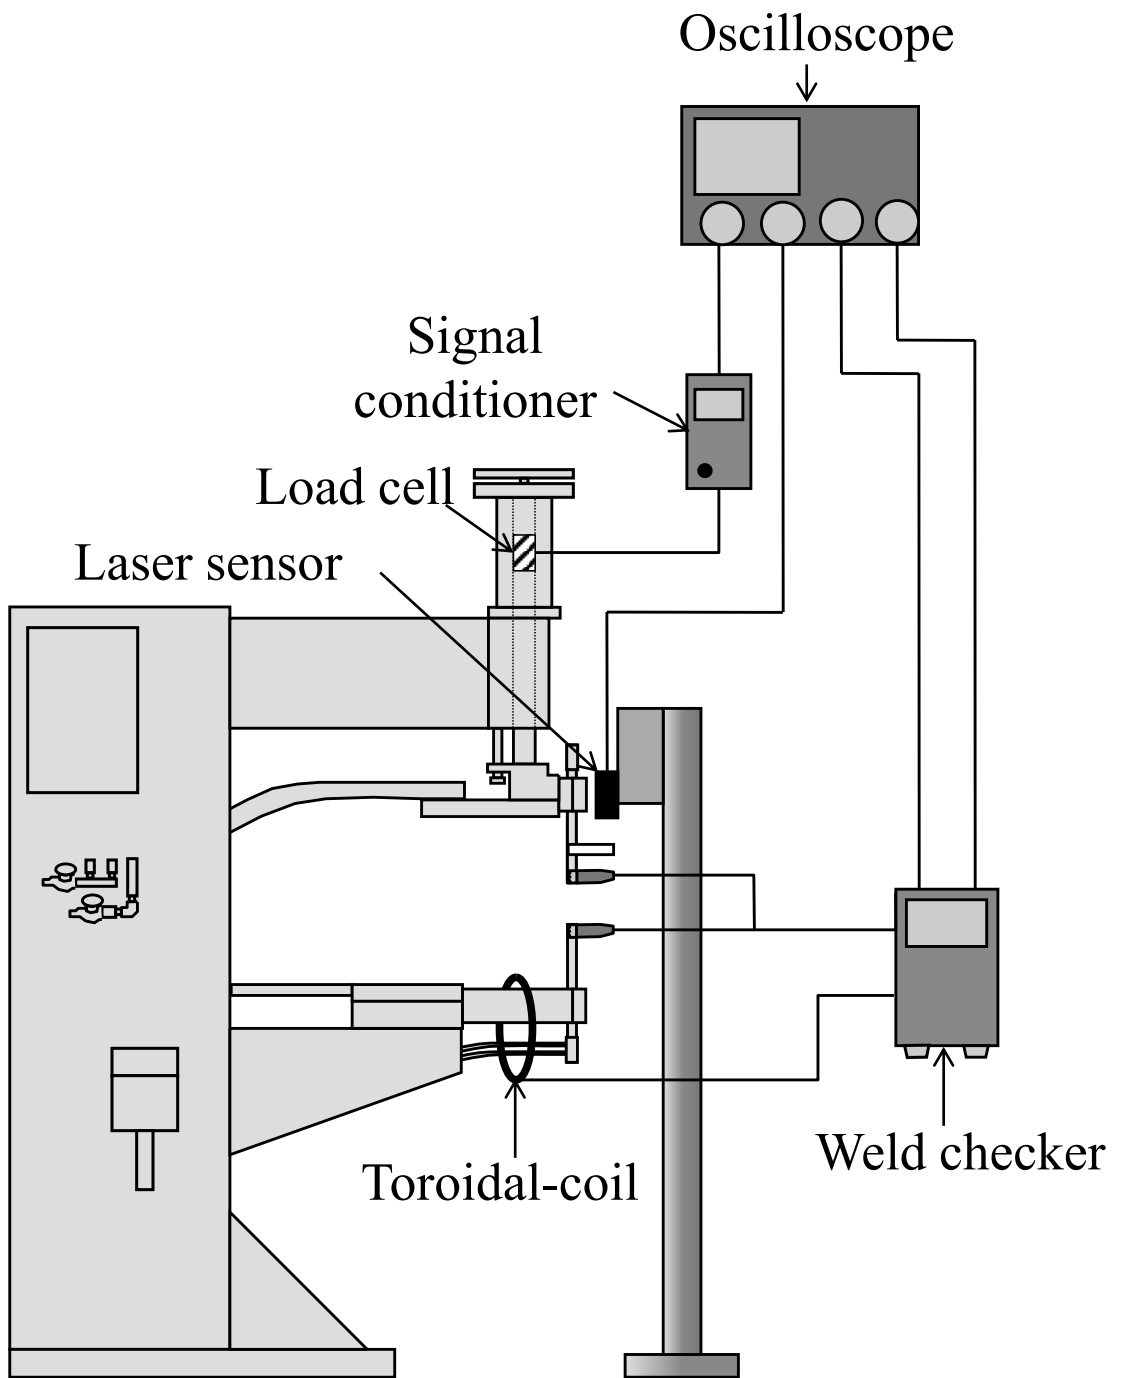 Oscilloscope
Signal
conditioner
Load cell
Laser sensor
Weld checker
Toroidal-coil